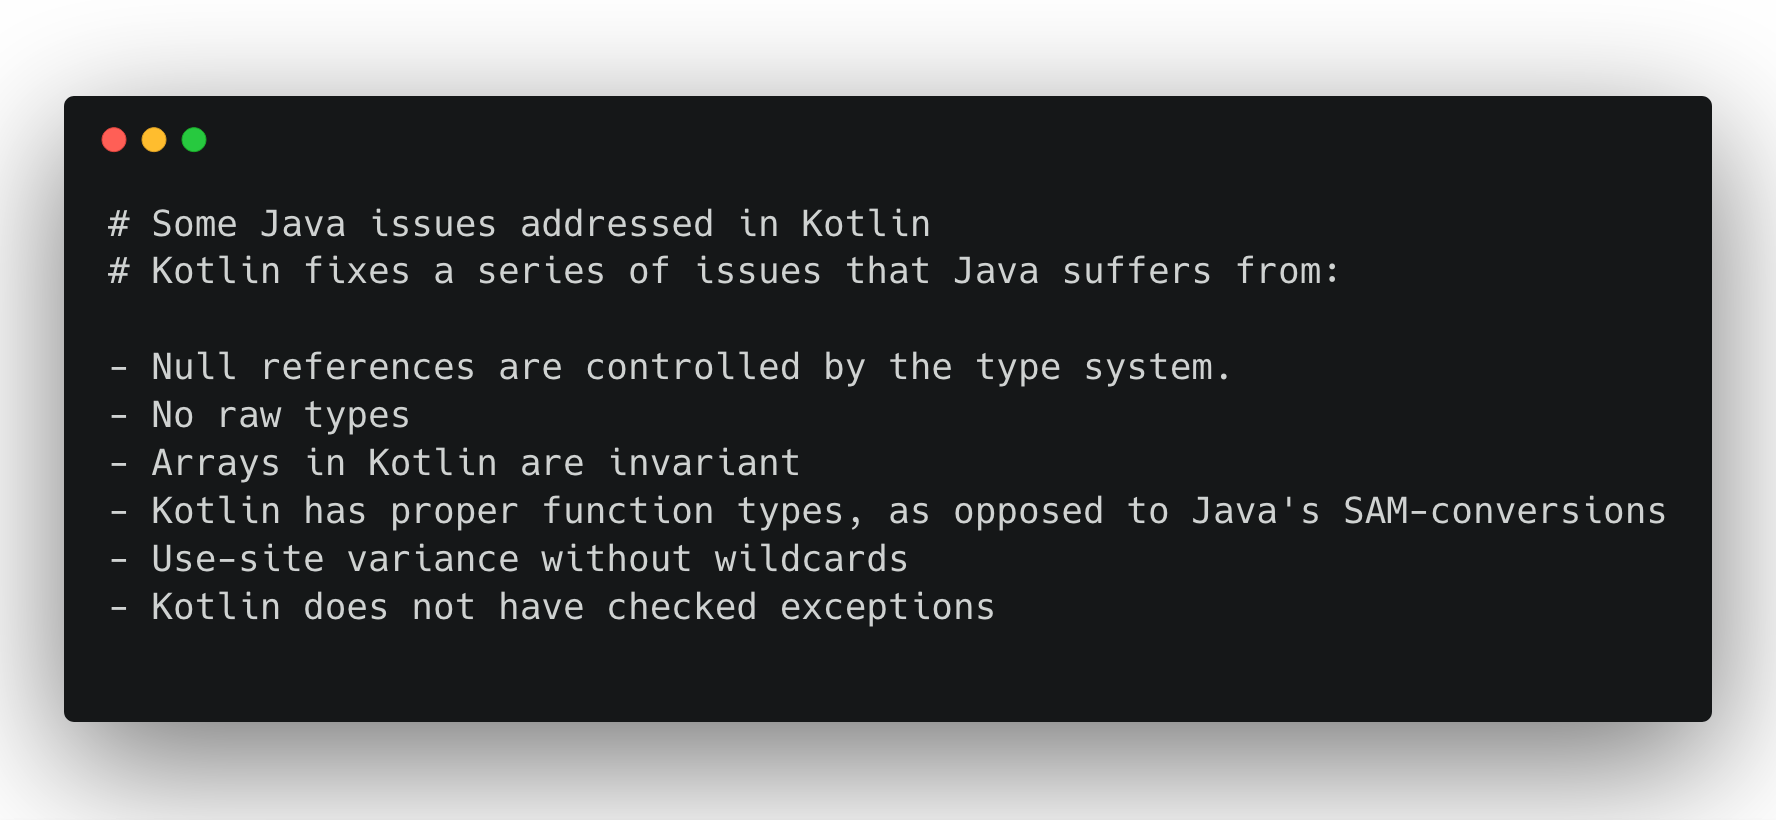 # Some Java issues addressed in Kotlin
# Kotlin fixes a series of issues that Java suffers from:
- Null references are controlled by the type system.
- No raw types
- Arrays in Kotlin are invariant
- Kotlin has proper function types, as opposed to Java's SAM-conversions
- Use-site variance without wildcards
- Kotlin does not have checked exceptions